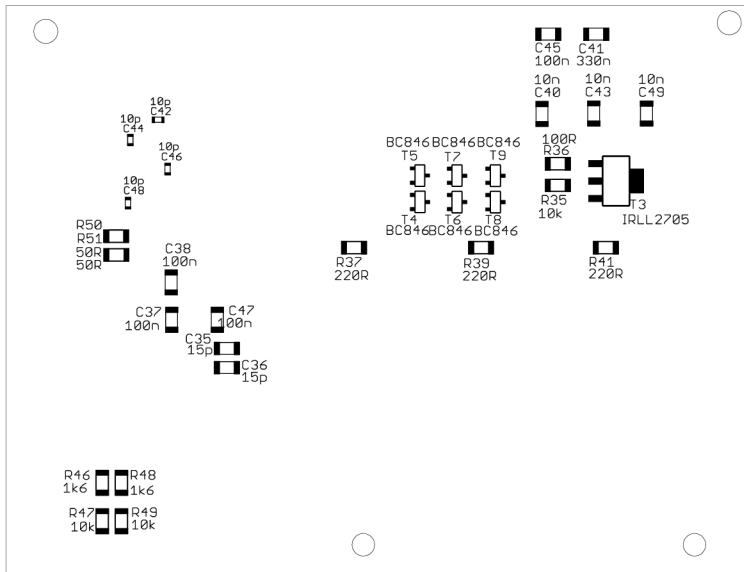 C45 C41
100n 330n
10n 10n 10n
C40 C43 C49
10p
C42
10p
C44
10p
C46
10p
C48
BC846 BC846 BC846
T5 T7 T9
100R
R36
R35
10k
T3
IRLL2705
T4 T6 T8
BC846 BC846 BC846
R50
R51
50R
50R
C38
100n
R37
220R
R39
220R
R41
220R
C37
100n
C47
100n
C35
15p
C36
15p
R46 R48
1k6 1k6
R47 R49
10k 10k